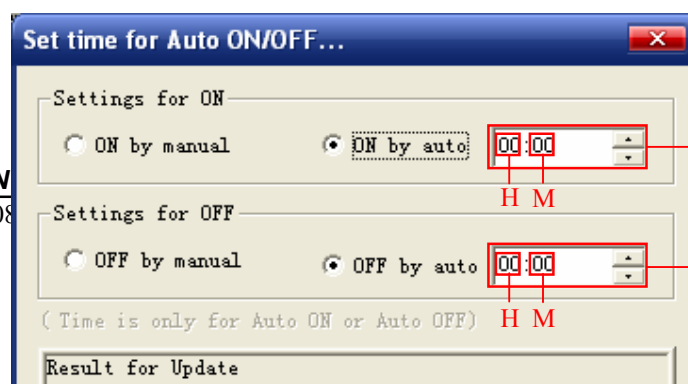 Set time for Auto ON/OFF...
Settings for ON
ON by manual ON by auto 00:00
H M
Settings for OFF
OFF by manual OFF by auto 00:00
H M
( Time is only for Auto ON or Auto OFF)
Result for Update